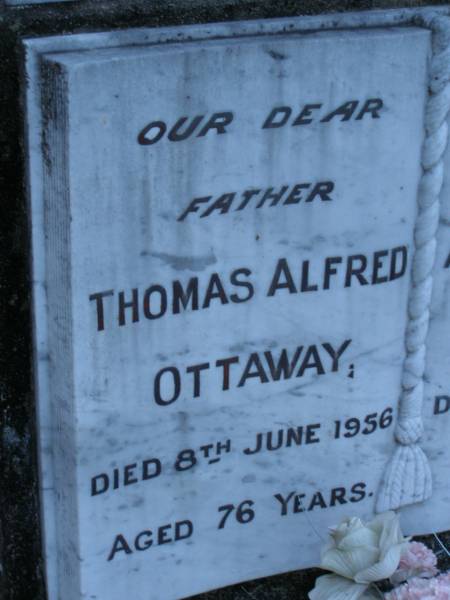 OUR DEAR
FATHER
THOMAS ALFRED
OTTAWAY;
DIED 8TH JUNE 1956
AGED 76 YEARS.
D